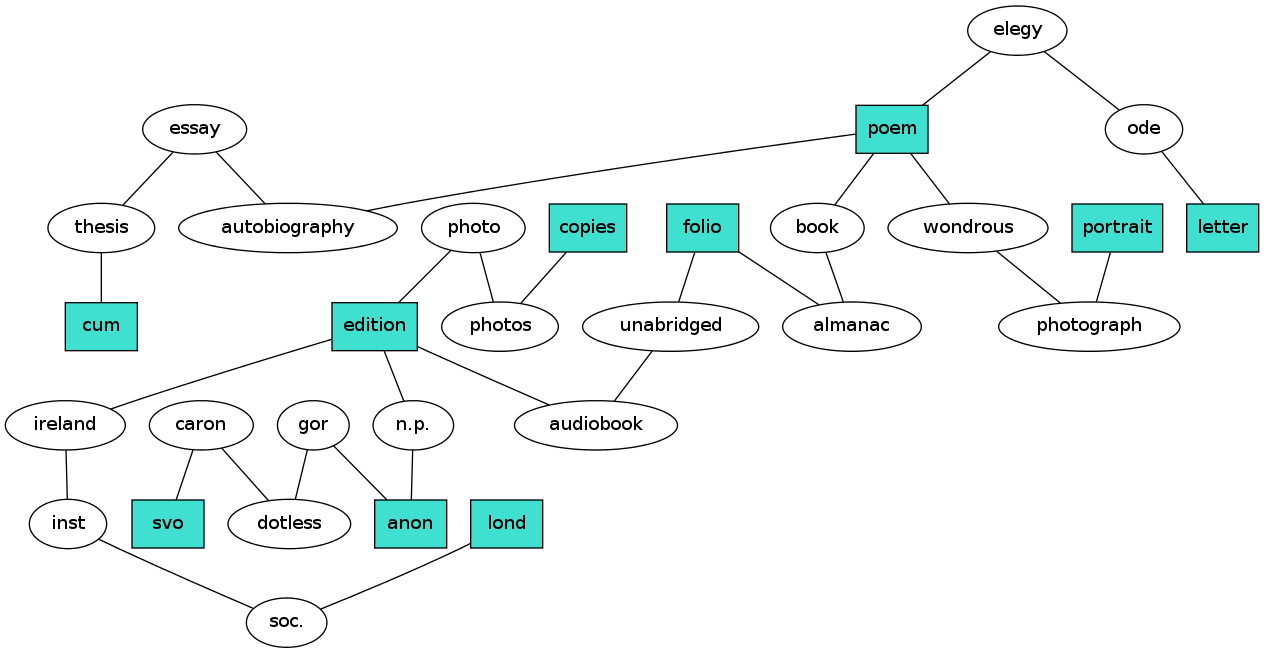 elegy
essay
poem
ode
thesis
autobiography
photo
copies
folio
book
wondrous
portrait
letter
cum
edition
photos
unabridged
almanac
photograph
ireland
caron
gor
n.p.
audiobook
inst
svo
dotless
anon
lond
soc.